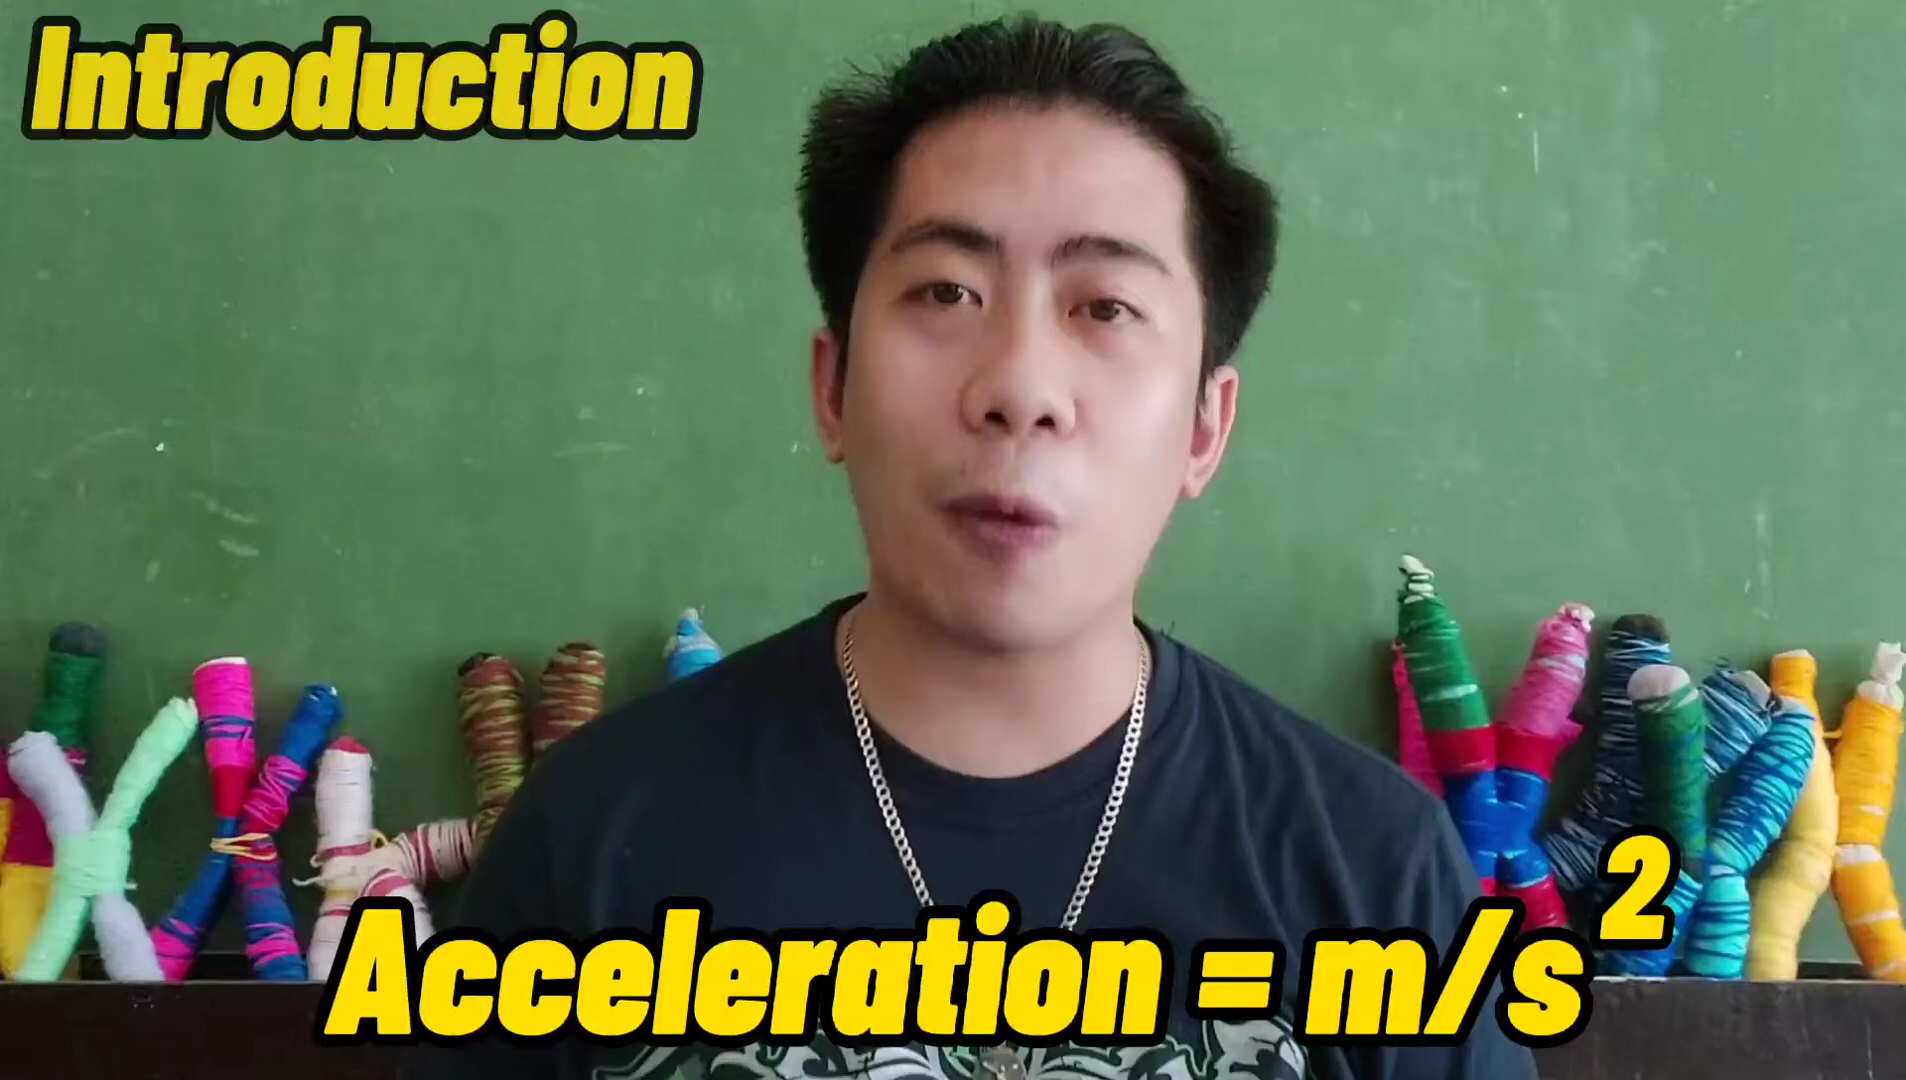 Introduction
Acceleration = m/s²